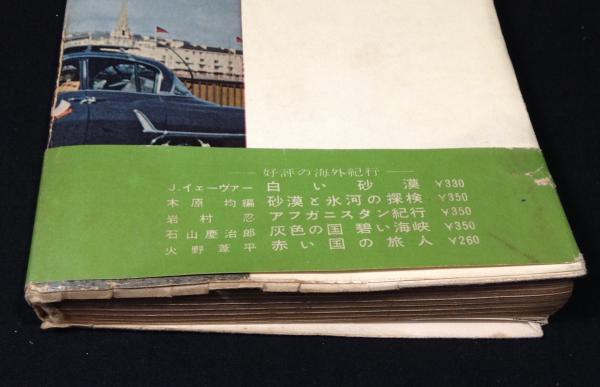 好評の海外紀行
J.イェーヴァー 白い砂漠 ¥330
木原均編 砂漠と氷河の探検 ¥350
岩村忍 アフガニスタン紀行 ¥350
石山慶治郎 灰色の国 碧い海峡 ¥350
火野葦平 赤い国の旅人 ¥260